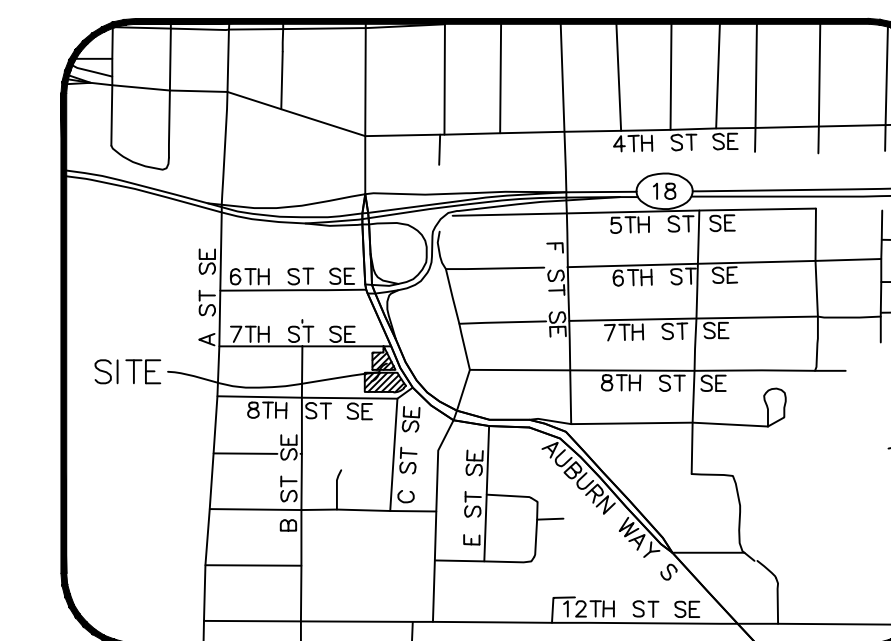 4TH ST SE
18
5TH ST SE
F ST SE
A ST SE
6TH ST SE
6TH ST SE
7TH ST SE
7TH ST SE
SITE
8TH ST SE
8TH ST SE
B ST SE
C ST SE
E ST SE
AUBURN WAY S
12TH ST SE